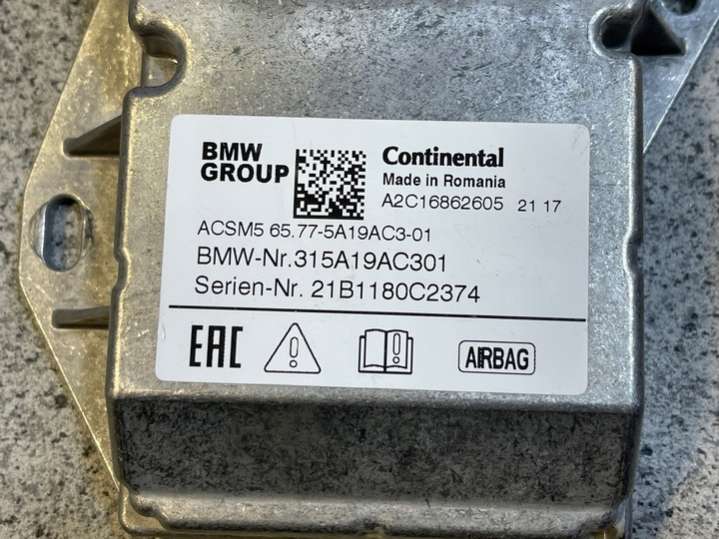 BMW
GROUP
Continental
Made in Romania
A2C16862605 21 17
ACSM5 65.77-5A19AC3-01
BMW-Nr.315A19AC301
Serien-Nr. 21B1180C2374
EAC
AIRBAG